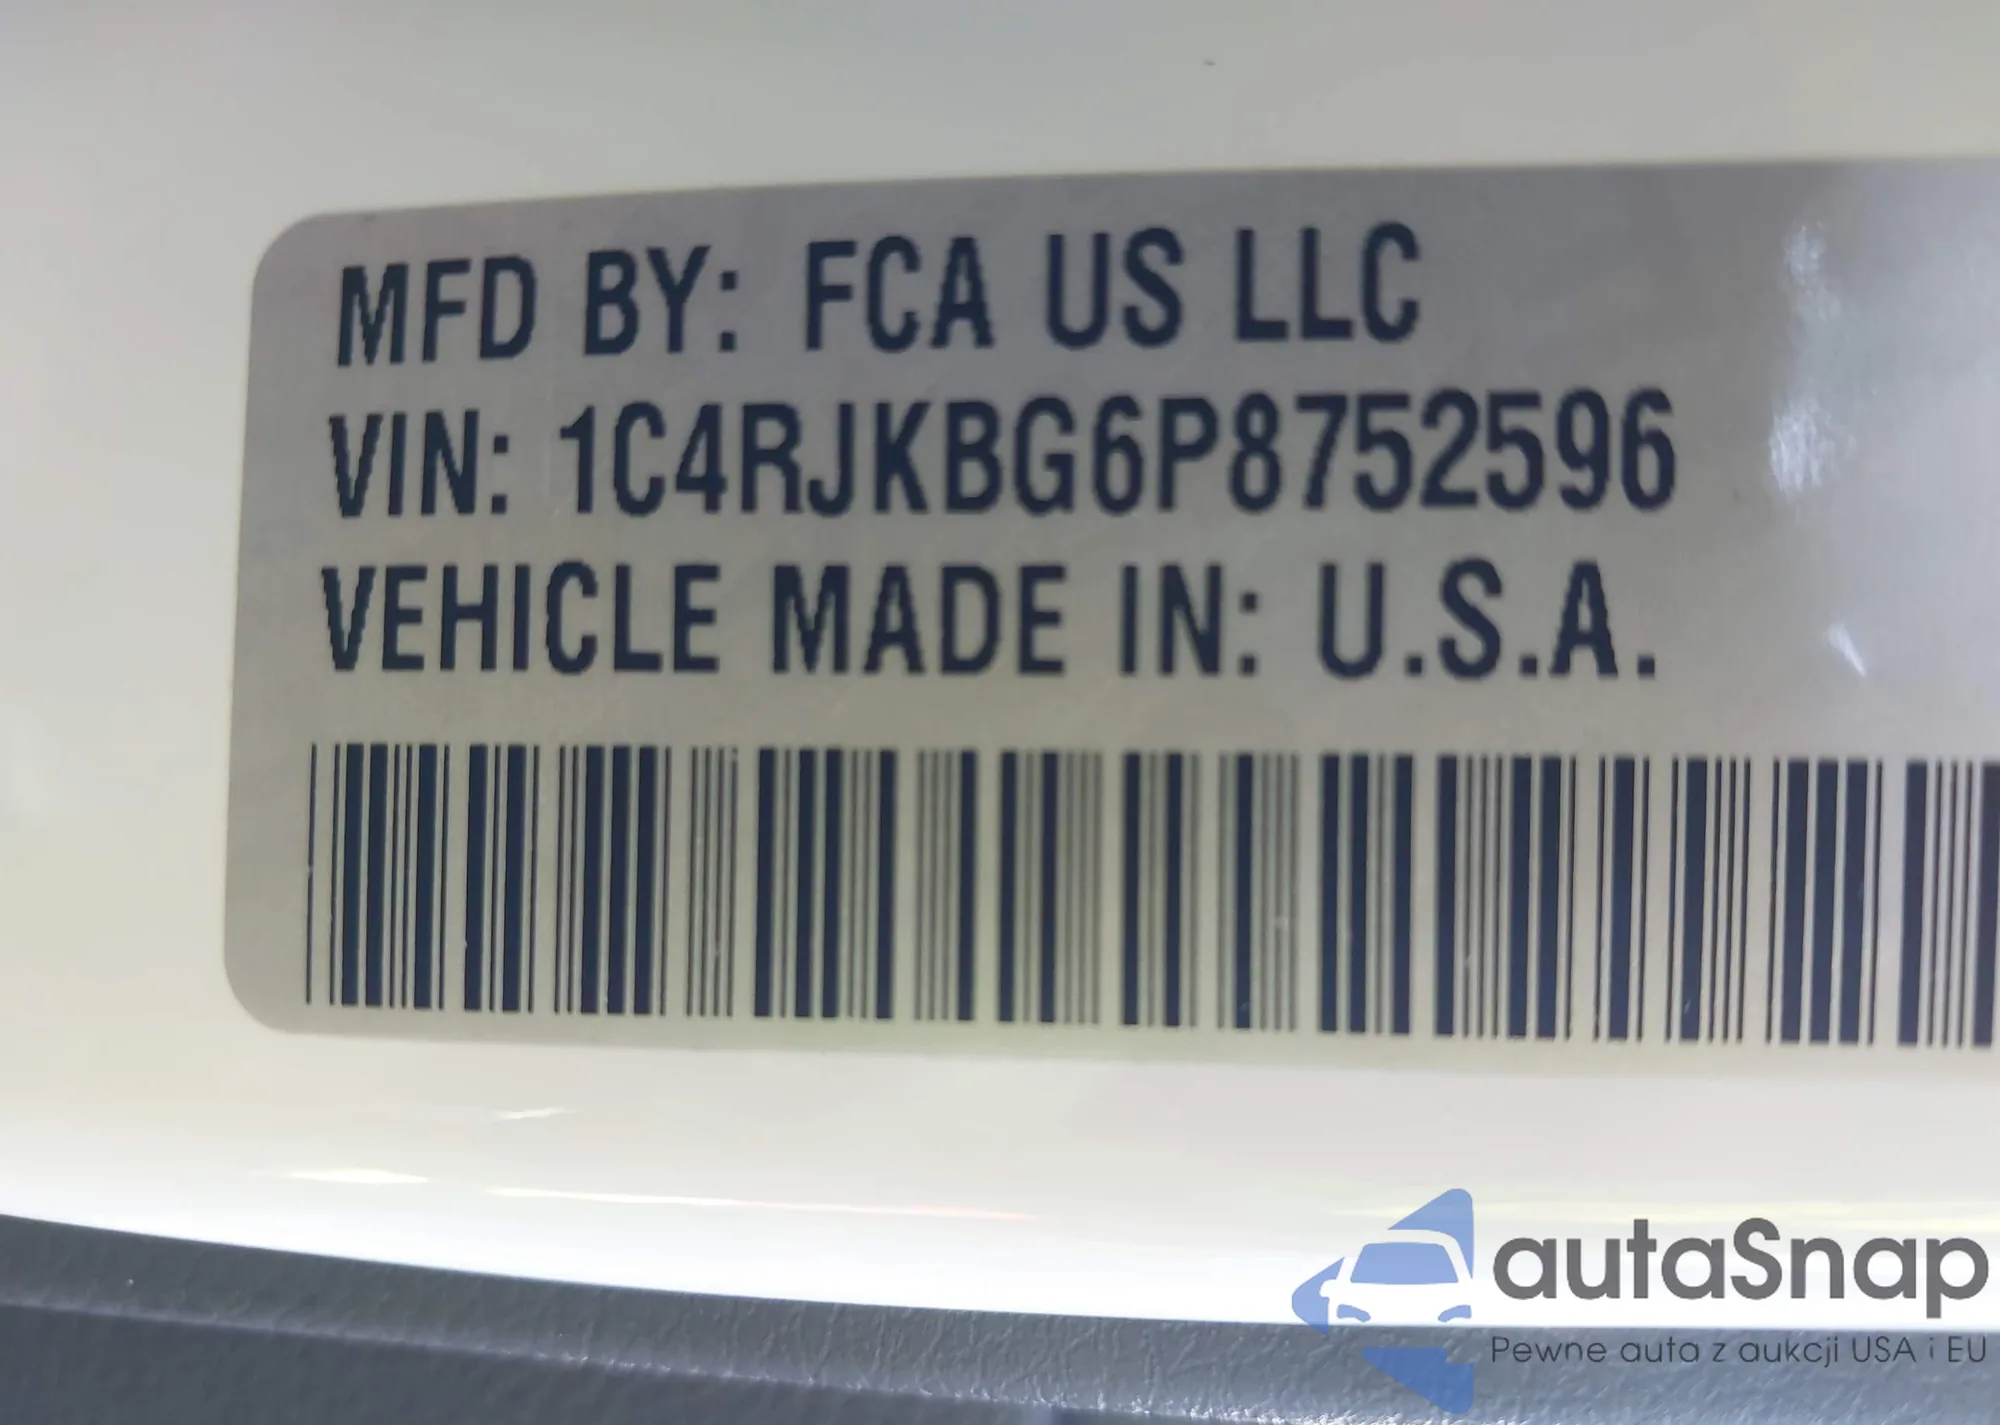 MFD BY: FCA US LLC
VIN: 1C4RJKBG6P8752596
VEHICLE MADE IN: U.S.A.
autaSnap
Pewne auta z aukcji USA i EU